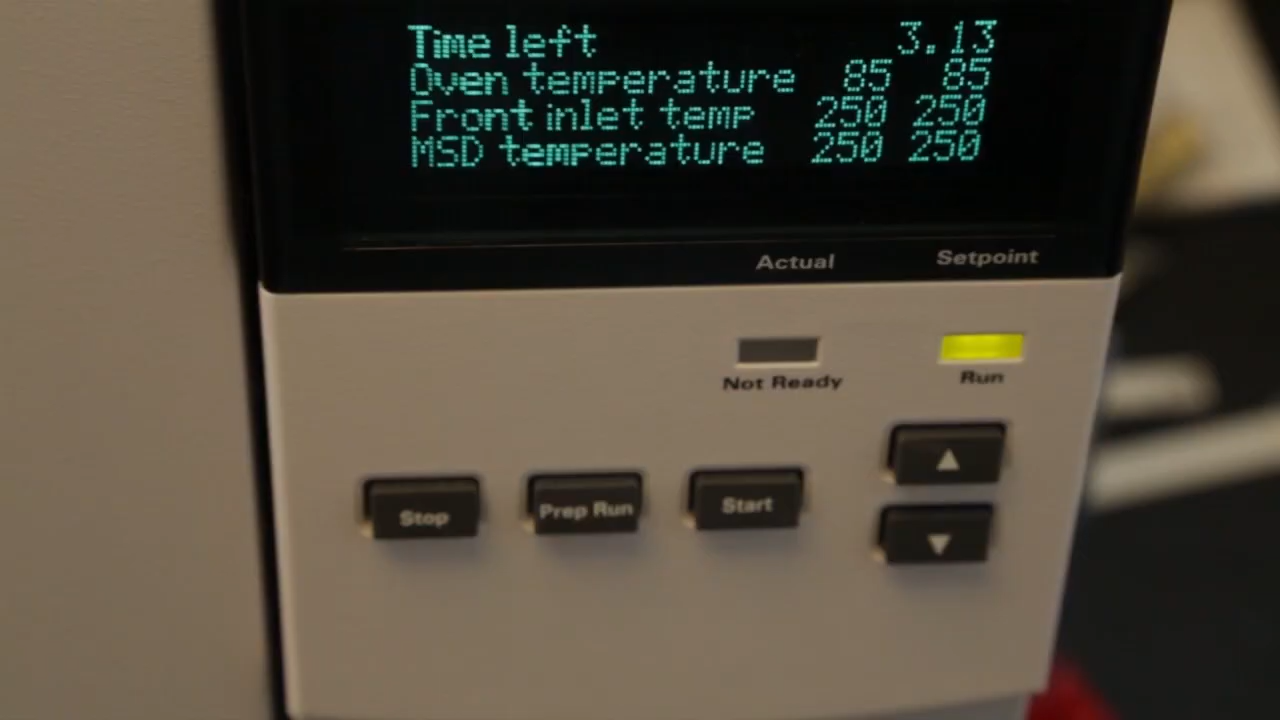 Time left 3.13
Oven temperature 85 85
Front inlet temp 250 250
MSD temperature 250 250
Actual Setpoint
Not Ready Run
▲
Stop Prep Run Start
▼